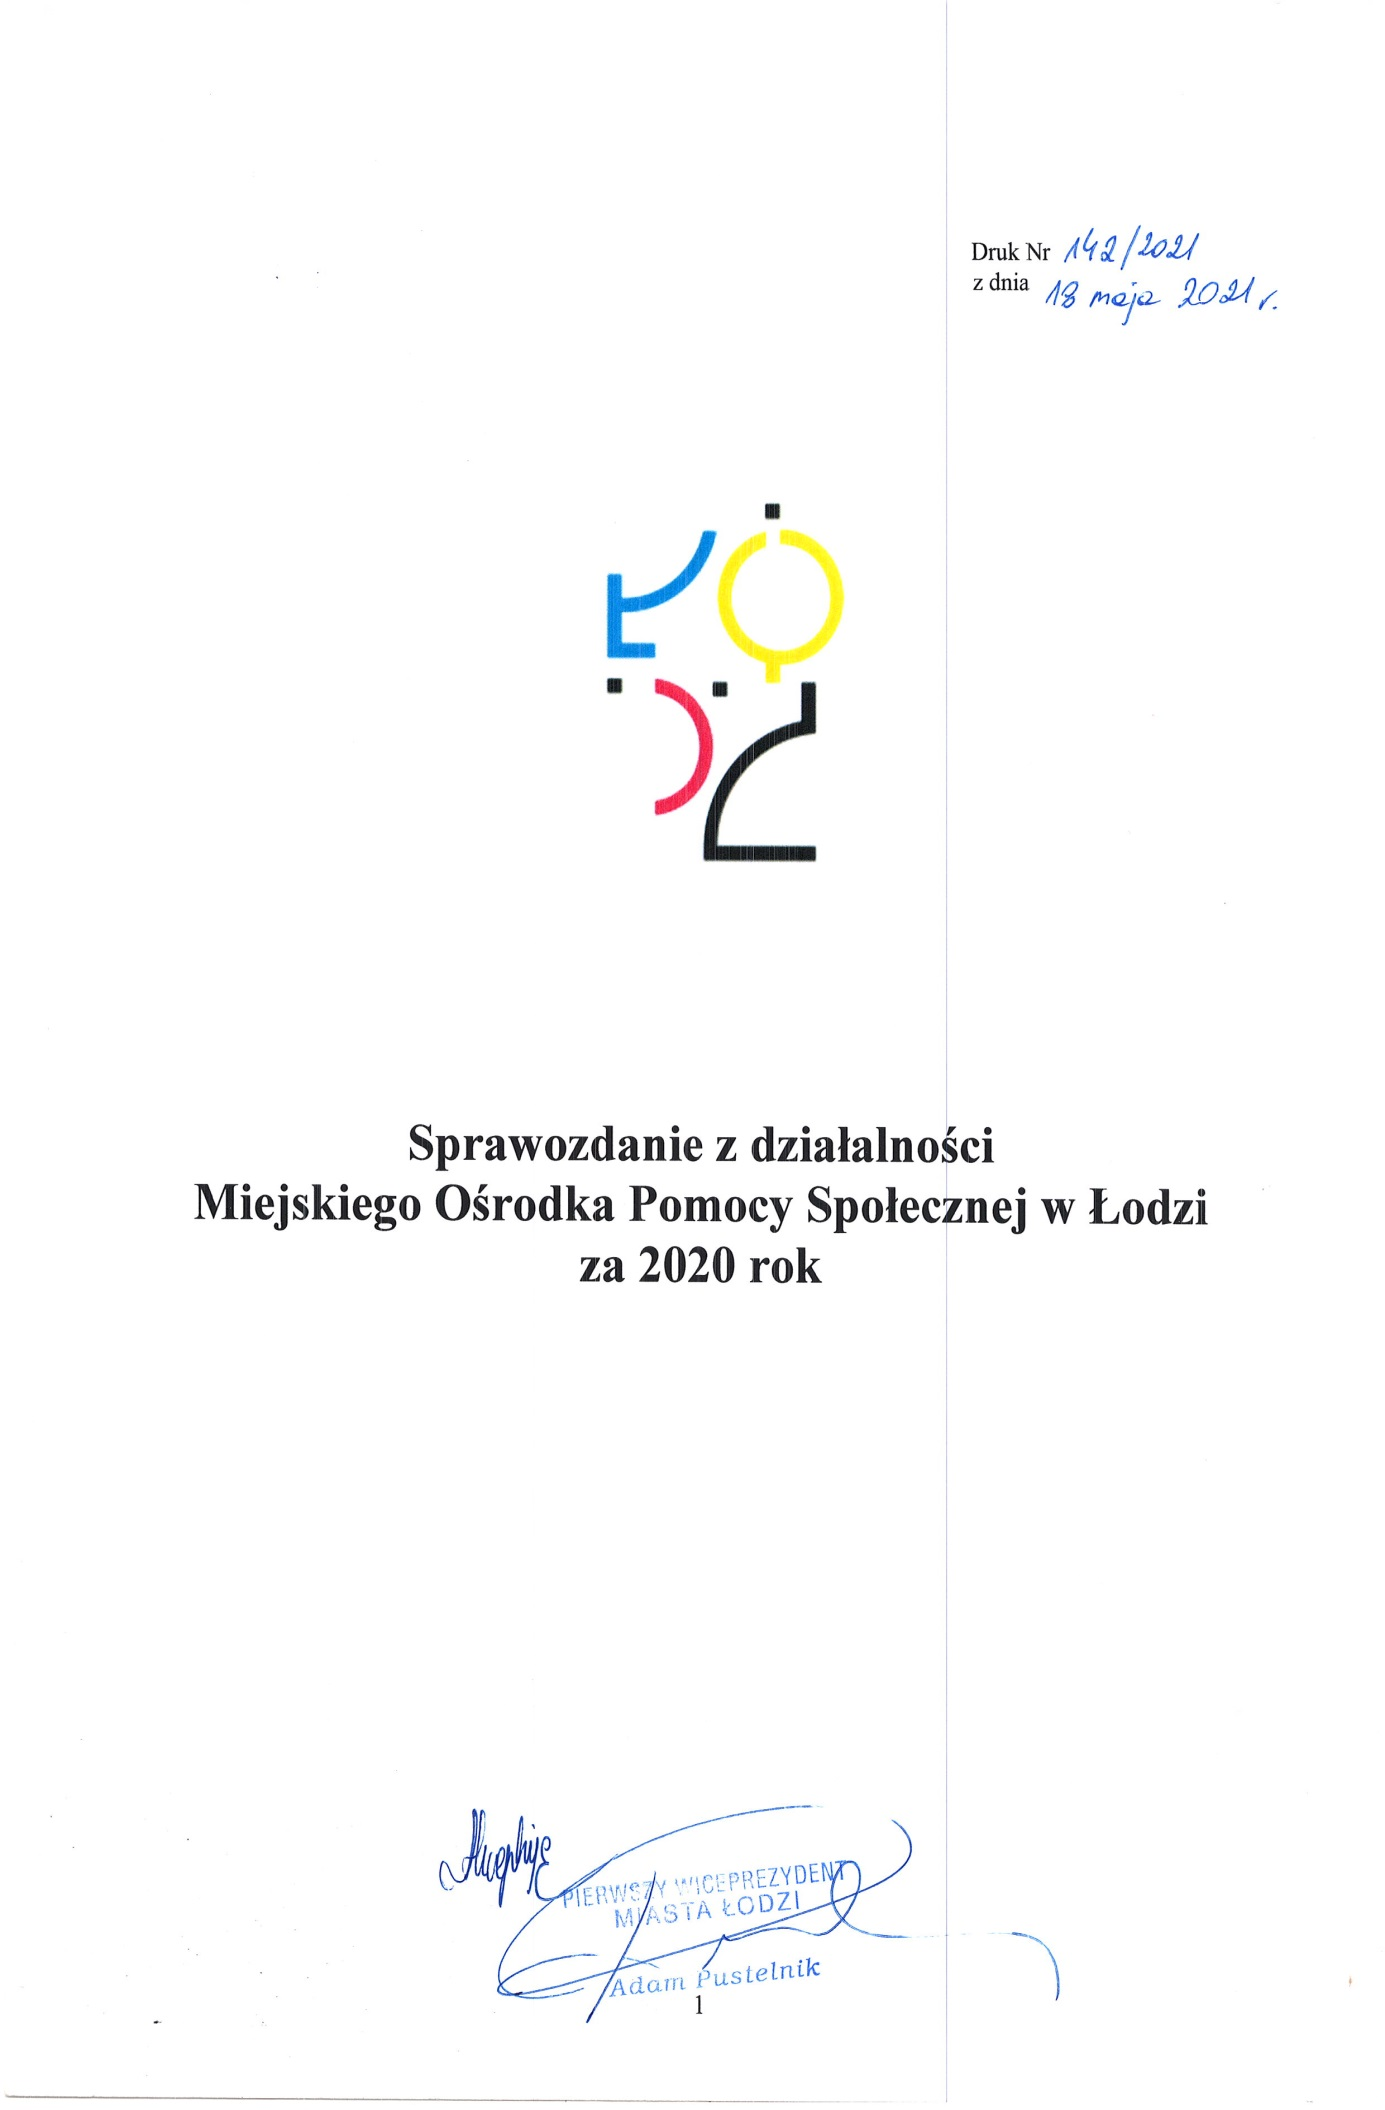 Druk Nr 142/2021
z dnia 18 maja 2021 r.
ŁÓDŹ
Sprawozdanie z działalności
Miejskiego Ośrodka Pomocy Społecznej w Łodzi
za 2020 rok
PIERWSZY WICEPREZYDENT
MIASTA ŁODZI
Adam Pustelnik
1